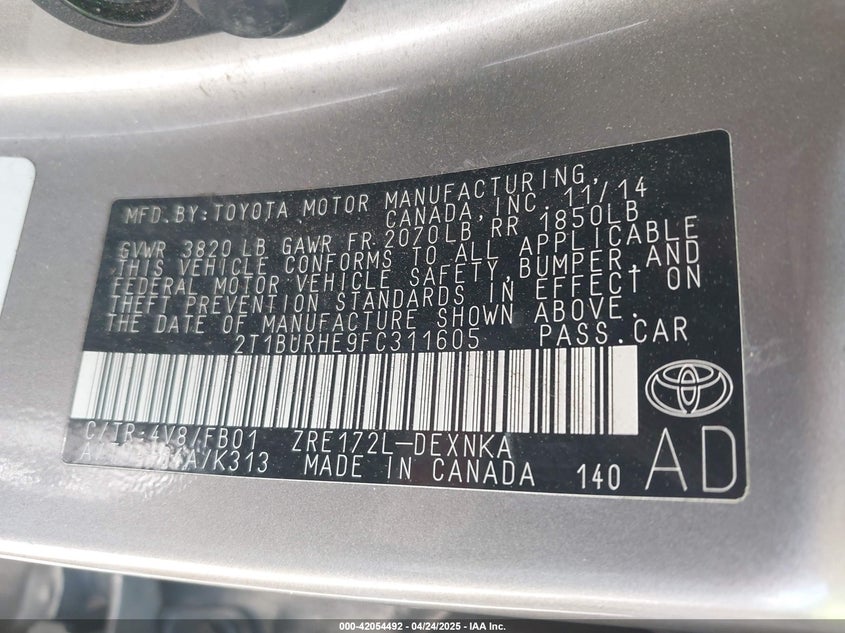 MFD.BY:TOYOTA MOTOR MANUFACTURING,
CANADA,INC. 11/14
GVWR 3820 LB GAWR FR 2070LB RR 1850LB
THIS VEHICLE CONFORMS TO ALL APPLICABLE
FEDERAL MOTOR VEHICLE SAFETY,BUMPER,AND
THEFT PREVENTION STANDARDS IN EFFECT ON
THE DATE OF MANUFACTURE SHOWN ABOVE.
2T1BURHE9FC311605 PASS.CAR
C/TR:4V8/FB01 ZRE172L-DEXNKA
/K313 MADE IN CANADA 140
AD
000-42054492 - 04/24/2025 - IAA Inc.